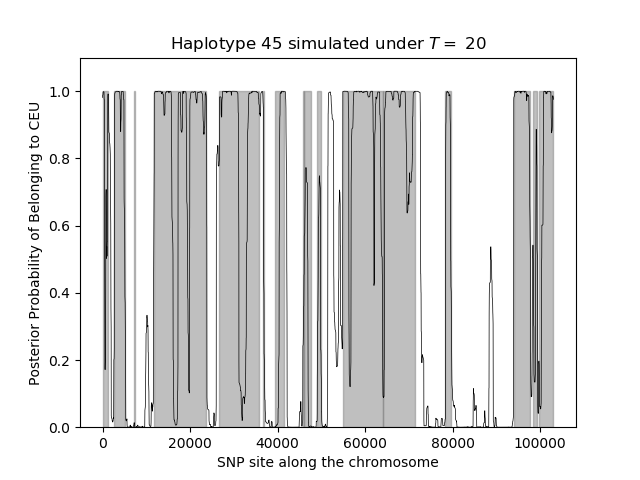 Haplotype 45 simulated under T = 20
1.0
0.8
0.6
0.4
0.2
0.0
Posterior Probability of Belonging to CEU
0 20000 40000 60000 80000 100000
SNP site along the chromosome